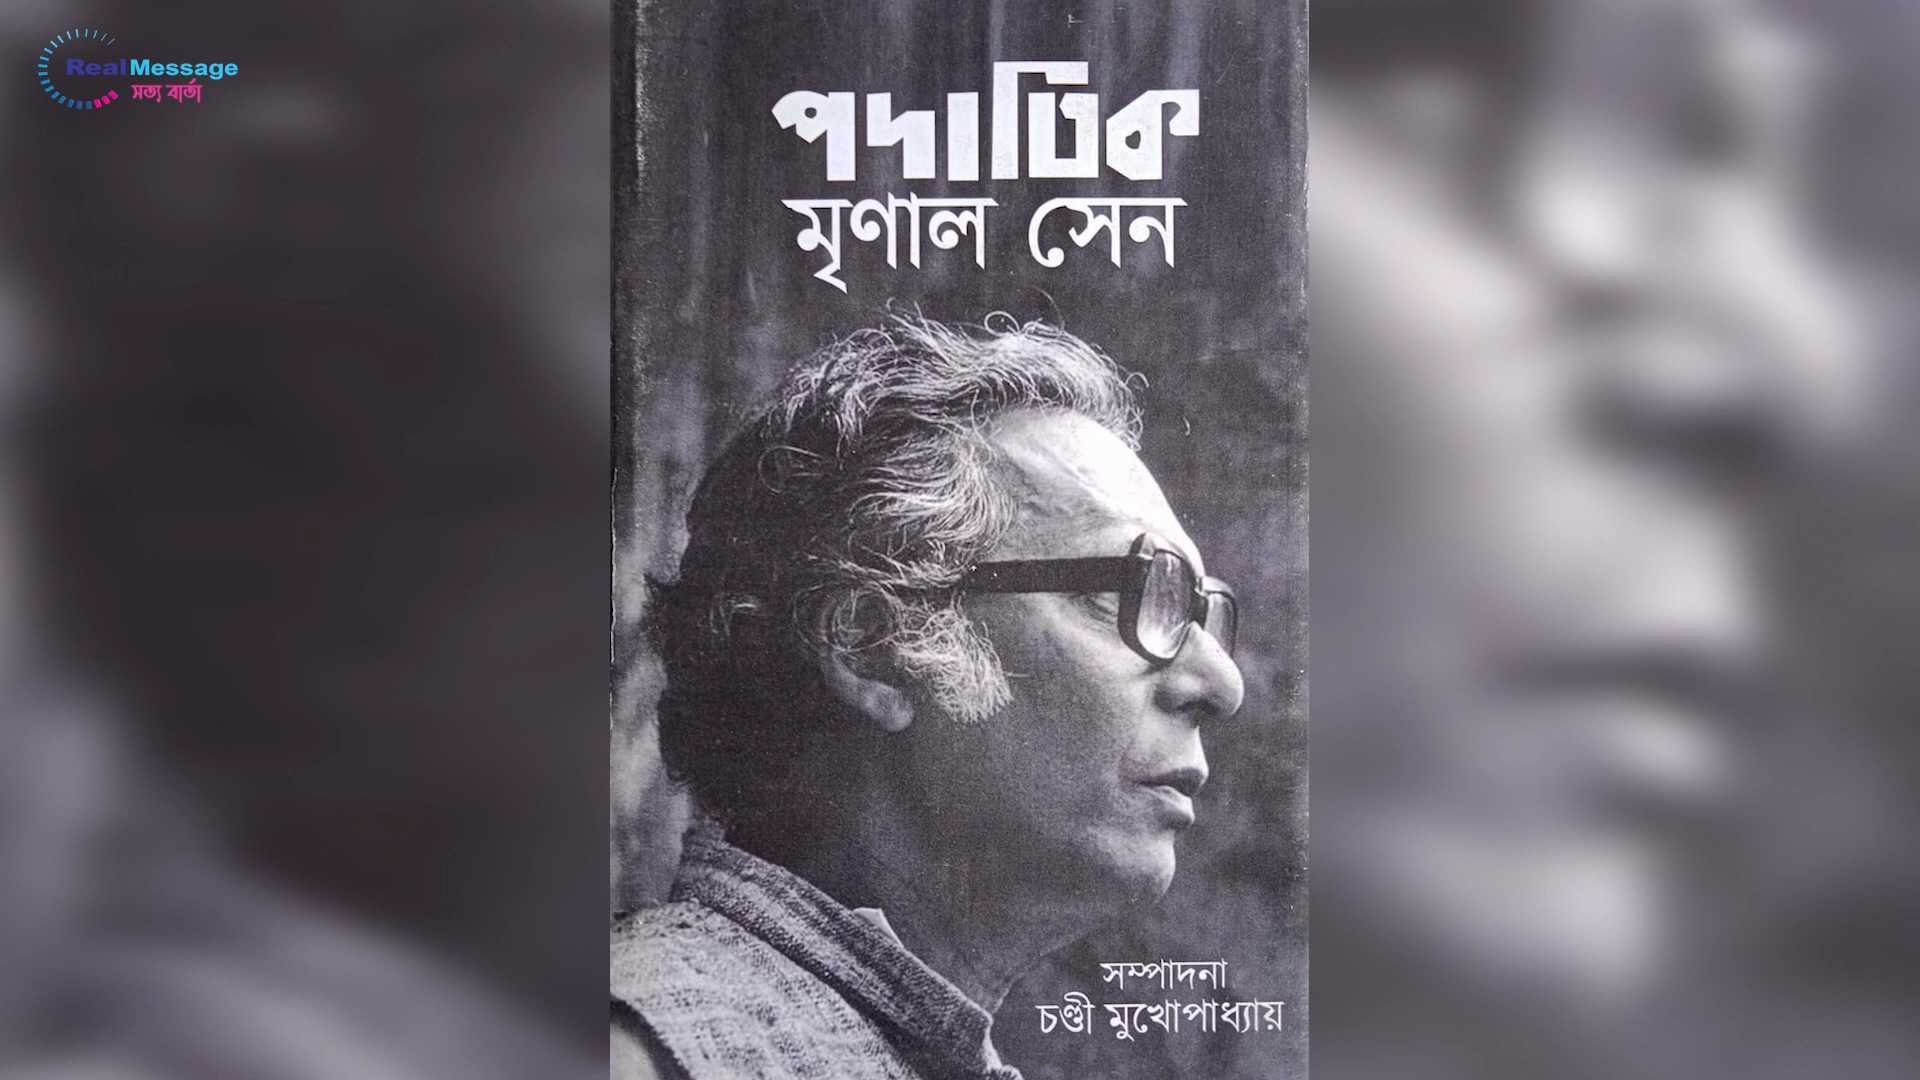 RealMessage
সত্য বার্তা
পদাতিক
মৃণাল সেন
সম্পাদনা
চণ্ডী মুখোপাধ্যায়